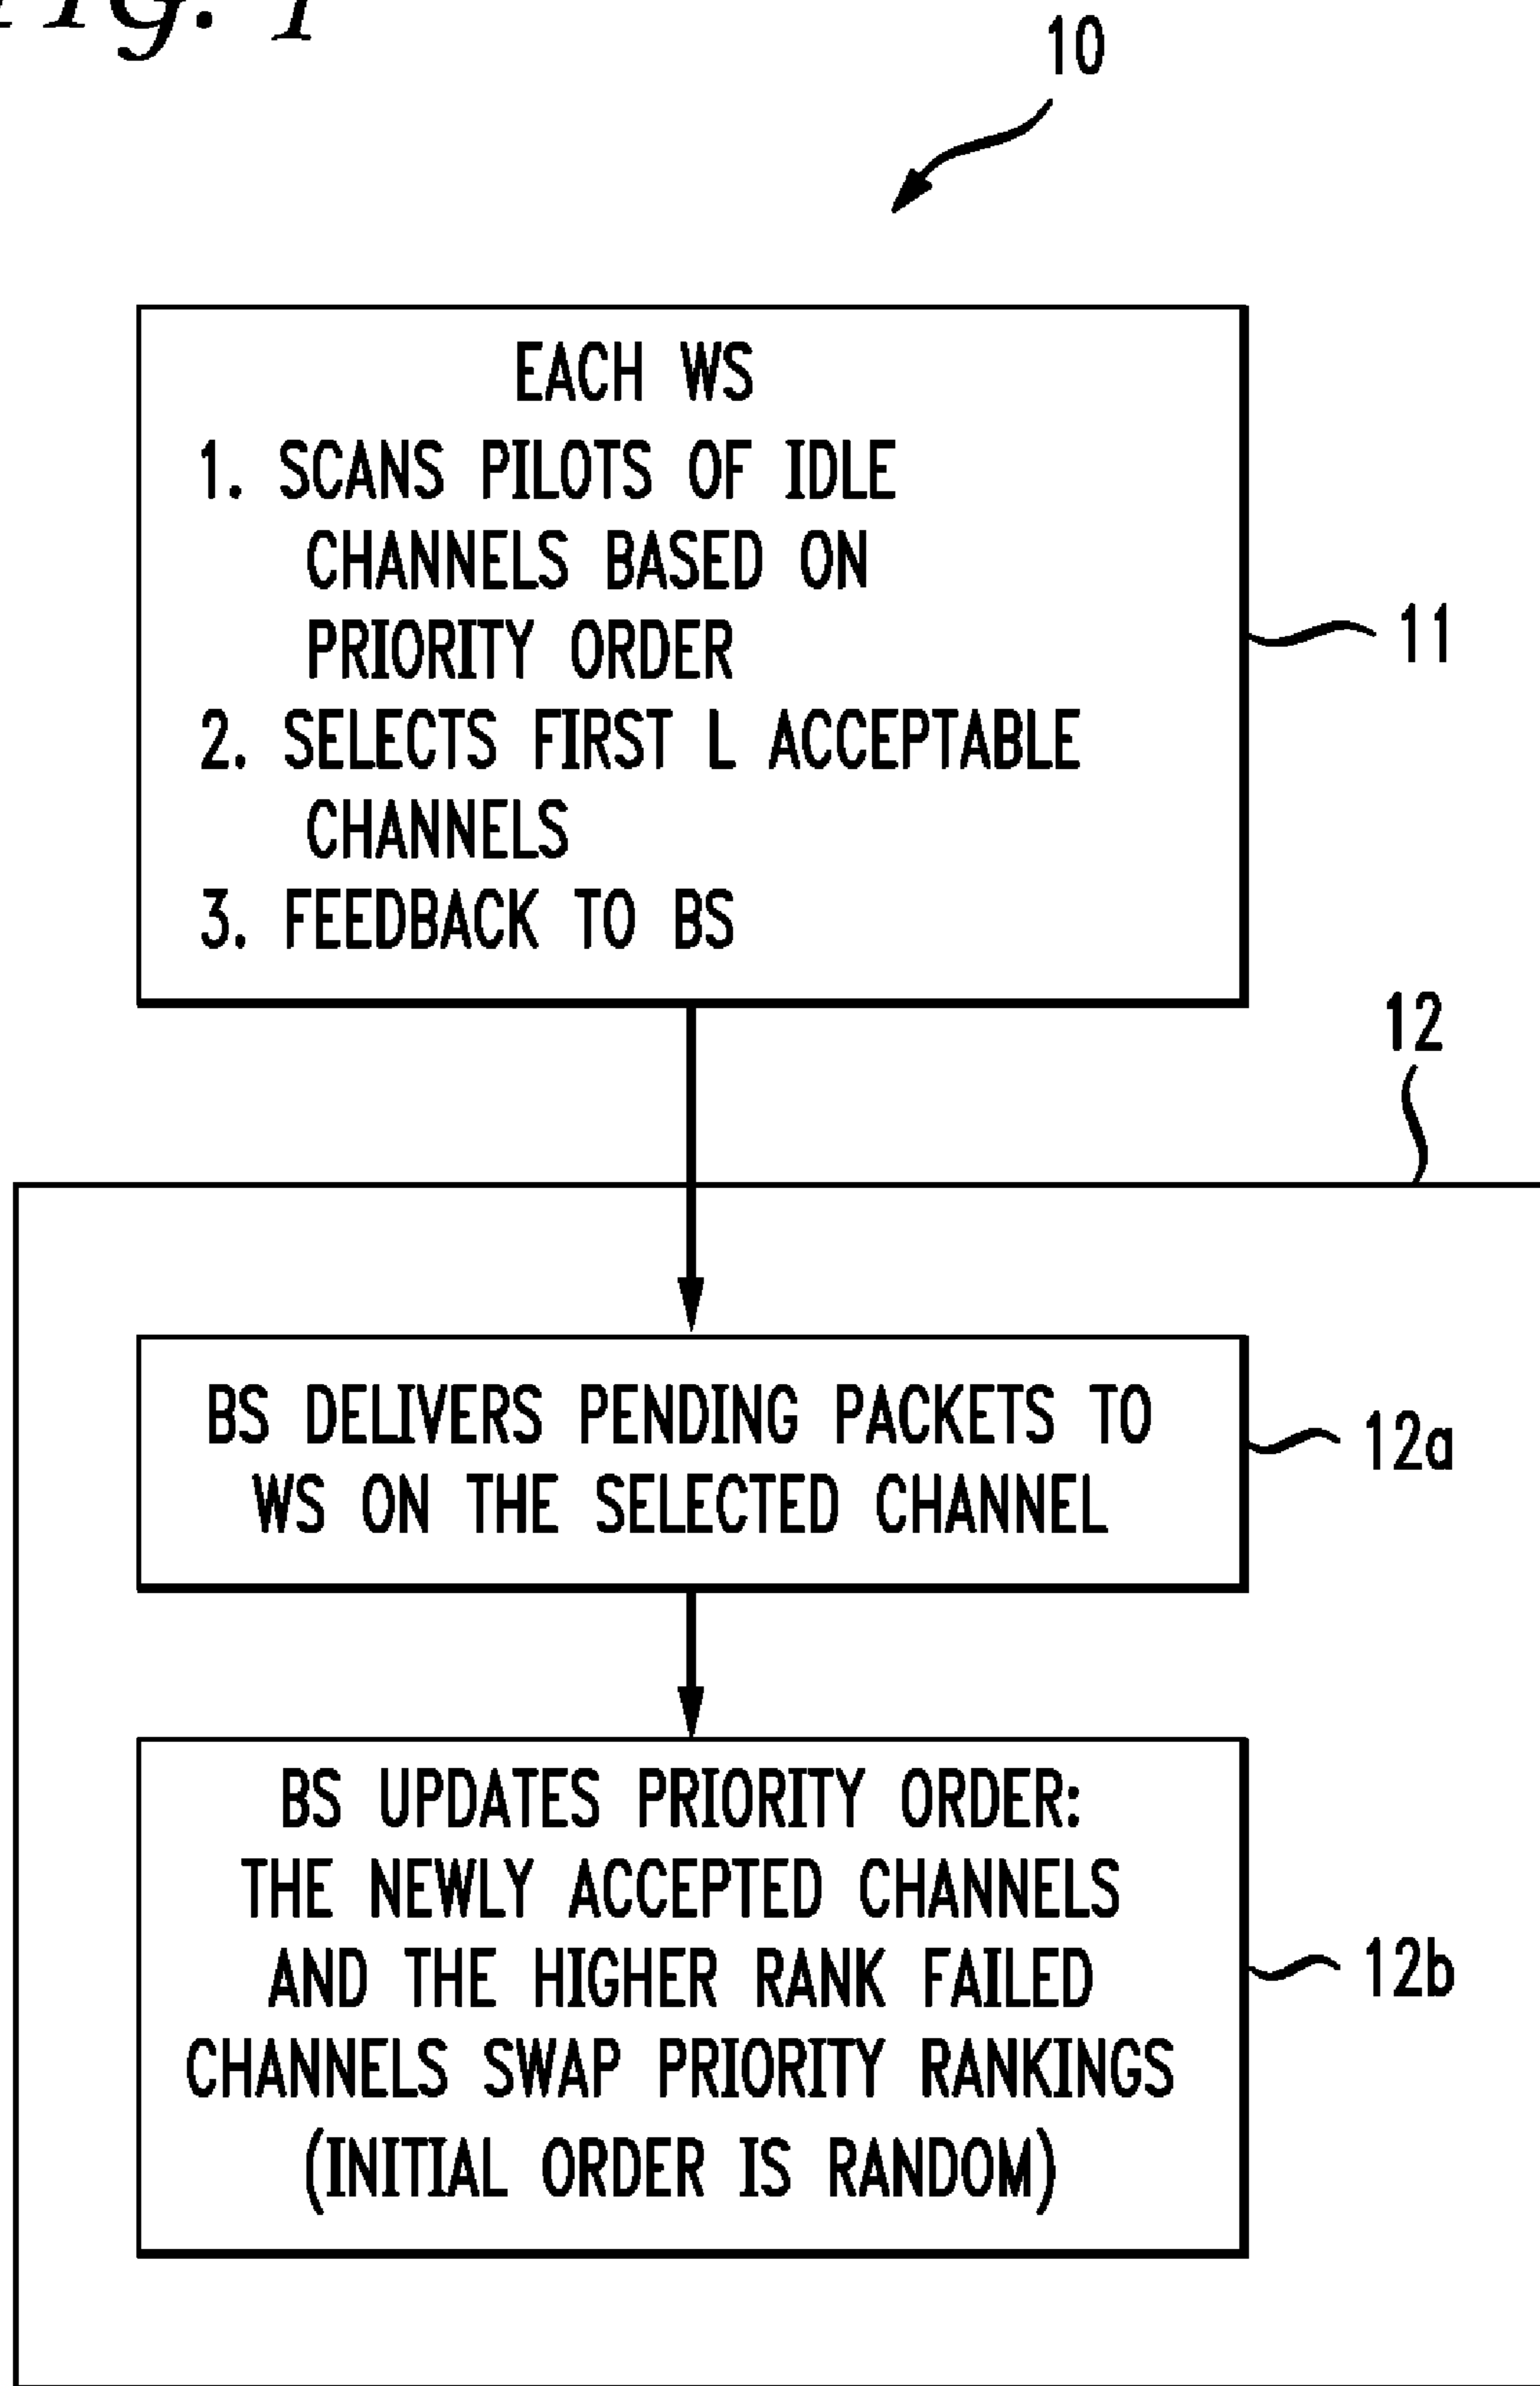 FIG. 1
10
EACH WS
1. SCANS PILOTS OF IDLE
CHANNELS BASED ON
PRIORITY ORDER
2. SELECTS FIRST L ACCEPTABLE
CHANNELS
3. FEEDBACK TO BS
11
12
BS DELIVERS PENDING PACKETS TO
WS ON THE SELECTED CHANNEL
12a
BS UPDATES PRIORITY ORDER:
THE NEWLY ACCEPTED CHANNELS
AND THE HIGHER RANK FAILED
CHANNELS SWAP PRIORITY RANKINGS
(INITIAL ORDER IS RANDOM)
12b